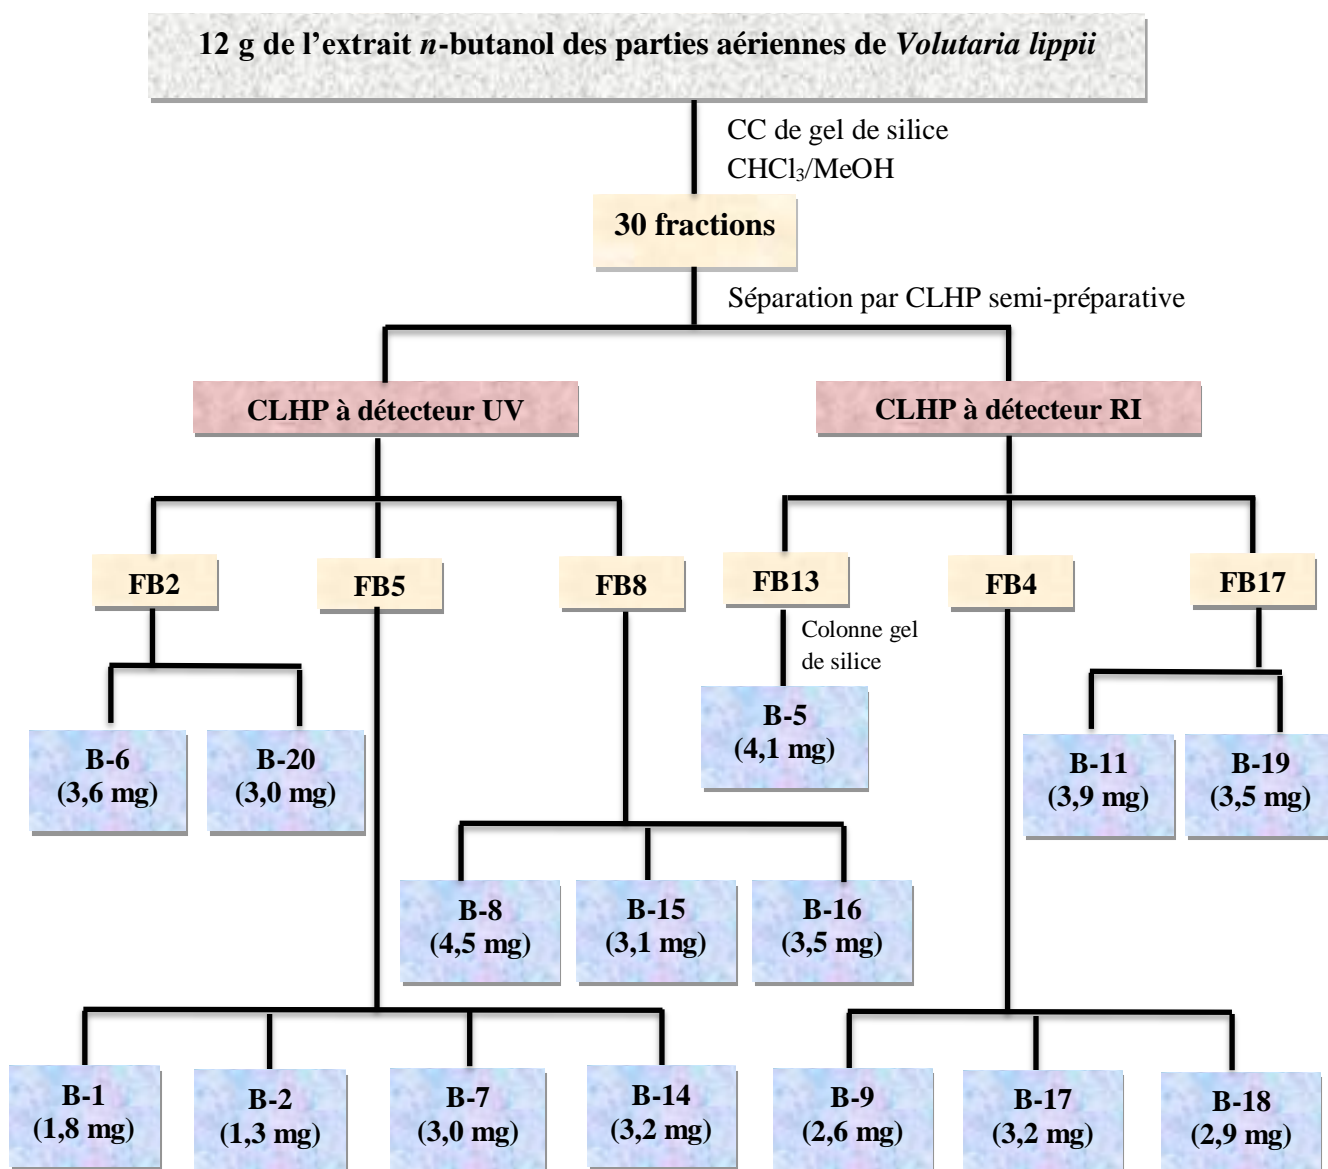 12 g de l’extrait n-butanol des parties aériennes de Volutaria lippii
CC de gel de silice
CHCl₃/MeOH
30 fractions
Séparation par CLHP semi-préparative
CLHP à détecteur UV
CLHP à détecteur RI
FB2
FB5
FB8
FB13
FB4
FB17
Colonne gel
de silice
B-6
(3,6 mg)
B-20
(3,0 mg)
B-5
(4,1 mg)
B-11
(3,9 mg)
B-19
(3,5 mg)
B-8
(4,5 mg)
B-15
(3,1 mg)
B-16
(3,5 mg)
B-1
(1,8 mg)
B-2
(1,3 mg)
B-7
(3,0 mg)
B-14
(3,2 mg)
B-9
(2,6 mg)
B-17
(3,2 mg)
B-18
(2,9 mg)